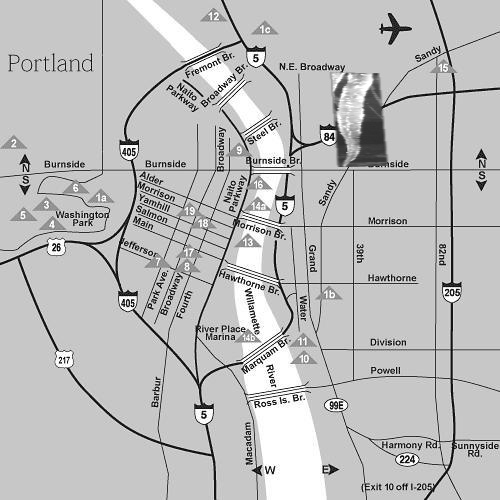 Portland
12
1c
5
Fremont Br.
Broadway Br.
Naito
Parkway
N.E. Broadway
Sandy
15
84
Steel Br.
Broadway
9
405
2
N
S
Burnside
Burnside
Burnside Br.
N
S
6
1a
3
5
4
Washington
Park
26
Alder
Morrison
Yamhill
Salmon
Main
Jefferson
19
18
17
7
8
Naito
Parkway
16
14a
5
Morrison Br.
13
Sandy
Morrison
Grand
39th
82nd
Park Ave.
Broadway
Fourth
Hawthorne Br.
Hawthorne
1b
Water
205
405
Willamette
River
River Place
Marina
14b
Marquam Br.
11
10
Division
Powell
217
Barbur
5
Ross Is. Br.
99E
Macadam
W
E
Harmony Rd.
Sunnyside
Rd.
224
(Exit 10 off I-205)